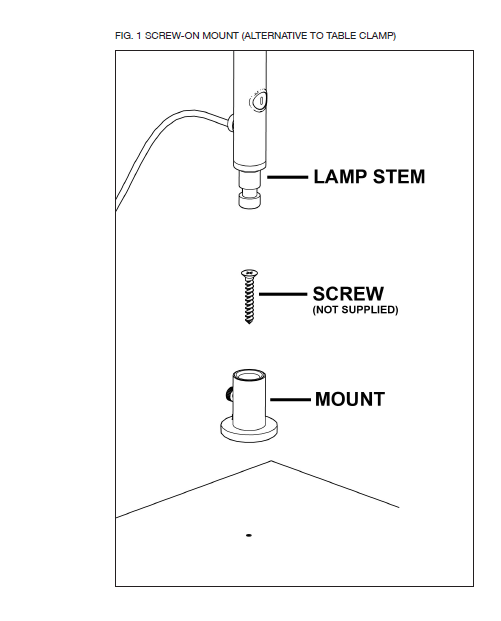 FIG. 1 SCREW-ON MOUNT (ALTERNATIVE TO TABLE CLAMP)
LAMP STEM
SCREW
(NOT SUPPLIED)
MOUNT